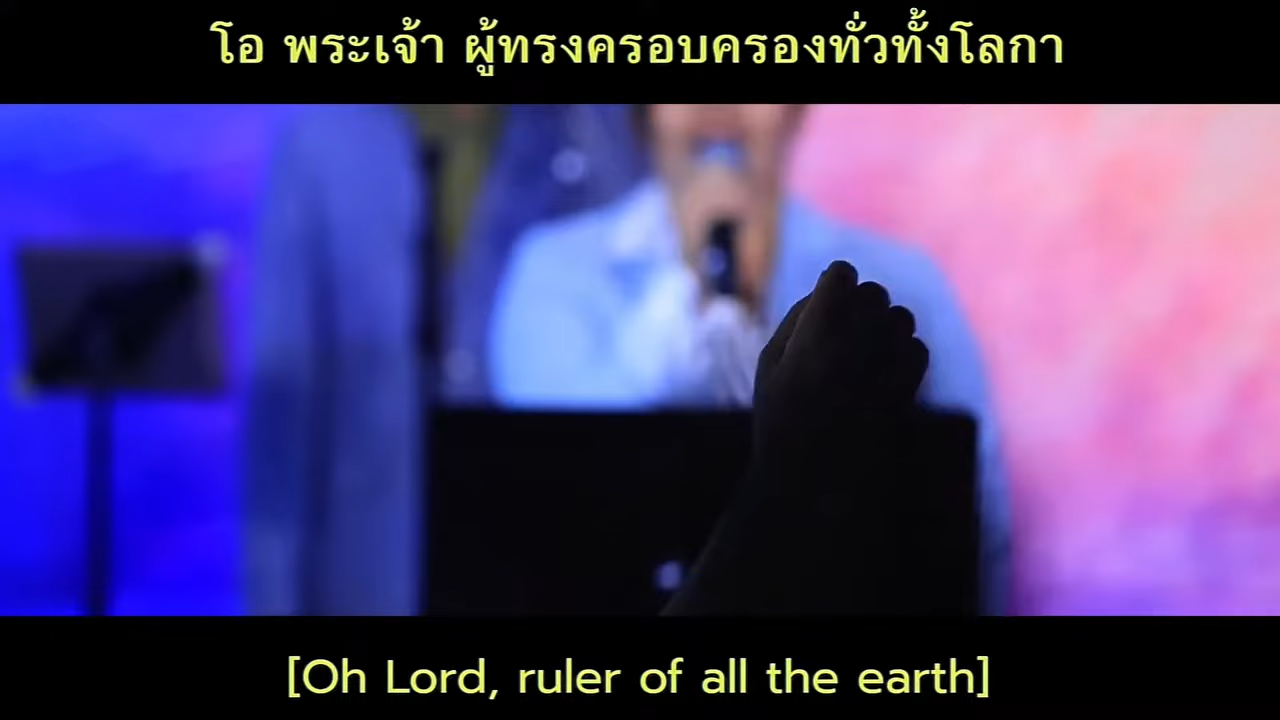 โอ พระเจ้า ผู้ทรงครอบครองทั่วทั้งโลกา
[Oh Lord, ruler of all the earth]